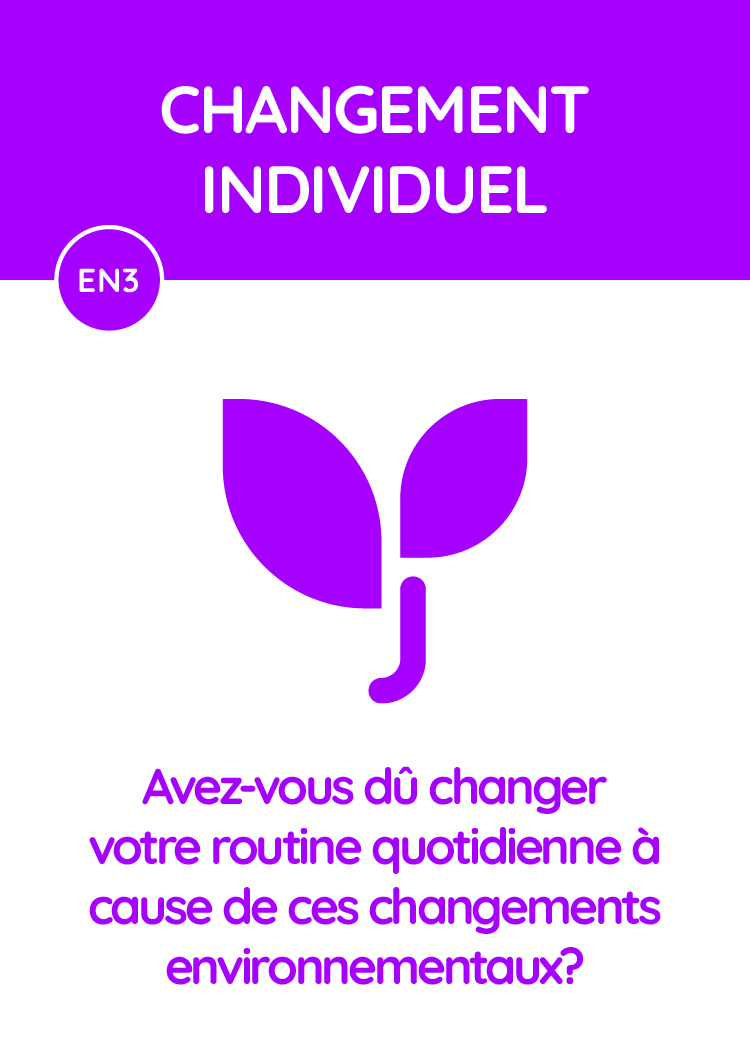 CHANGEMENT
INDIVIDUEL
EN3
Avez-vous dû changer
votre routine quotidienne à
cause de ces changements
environnementaux?